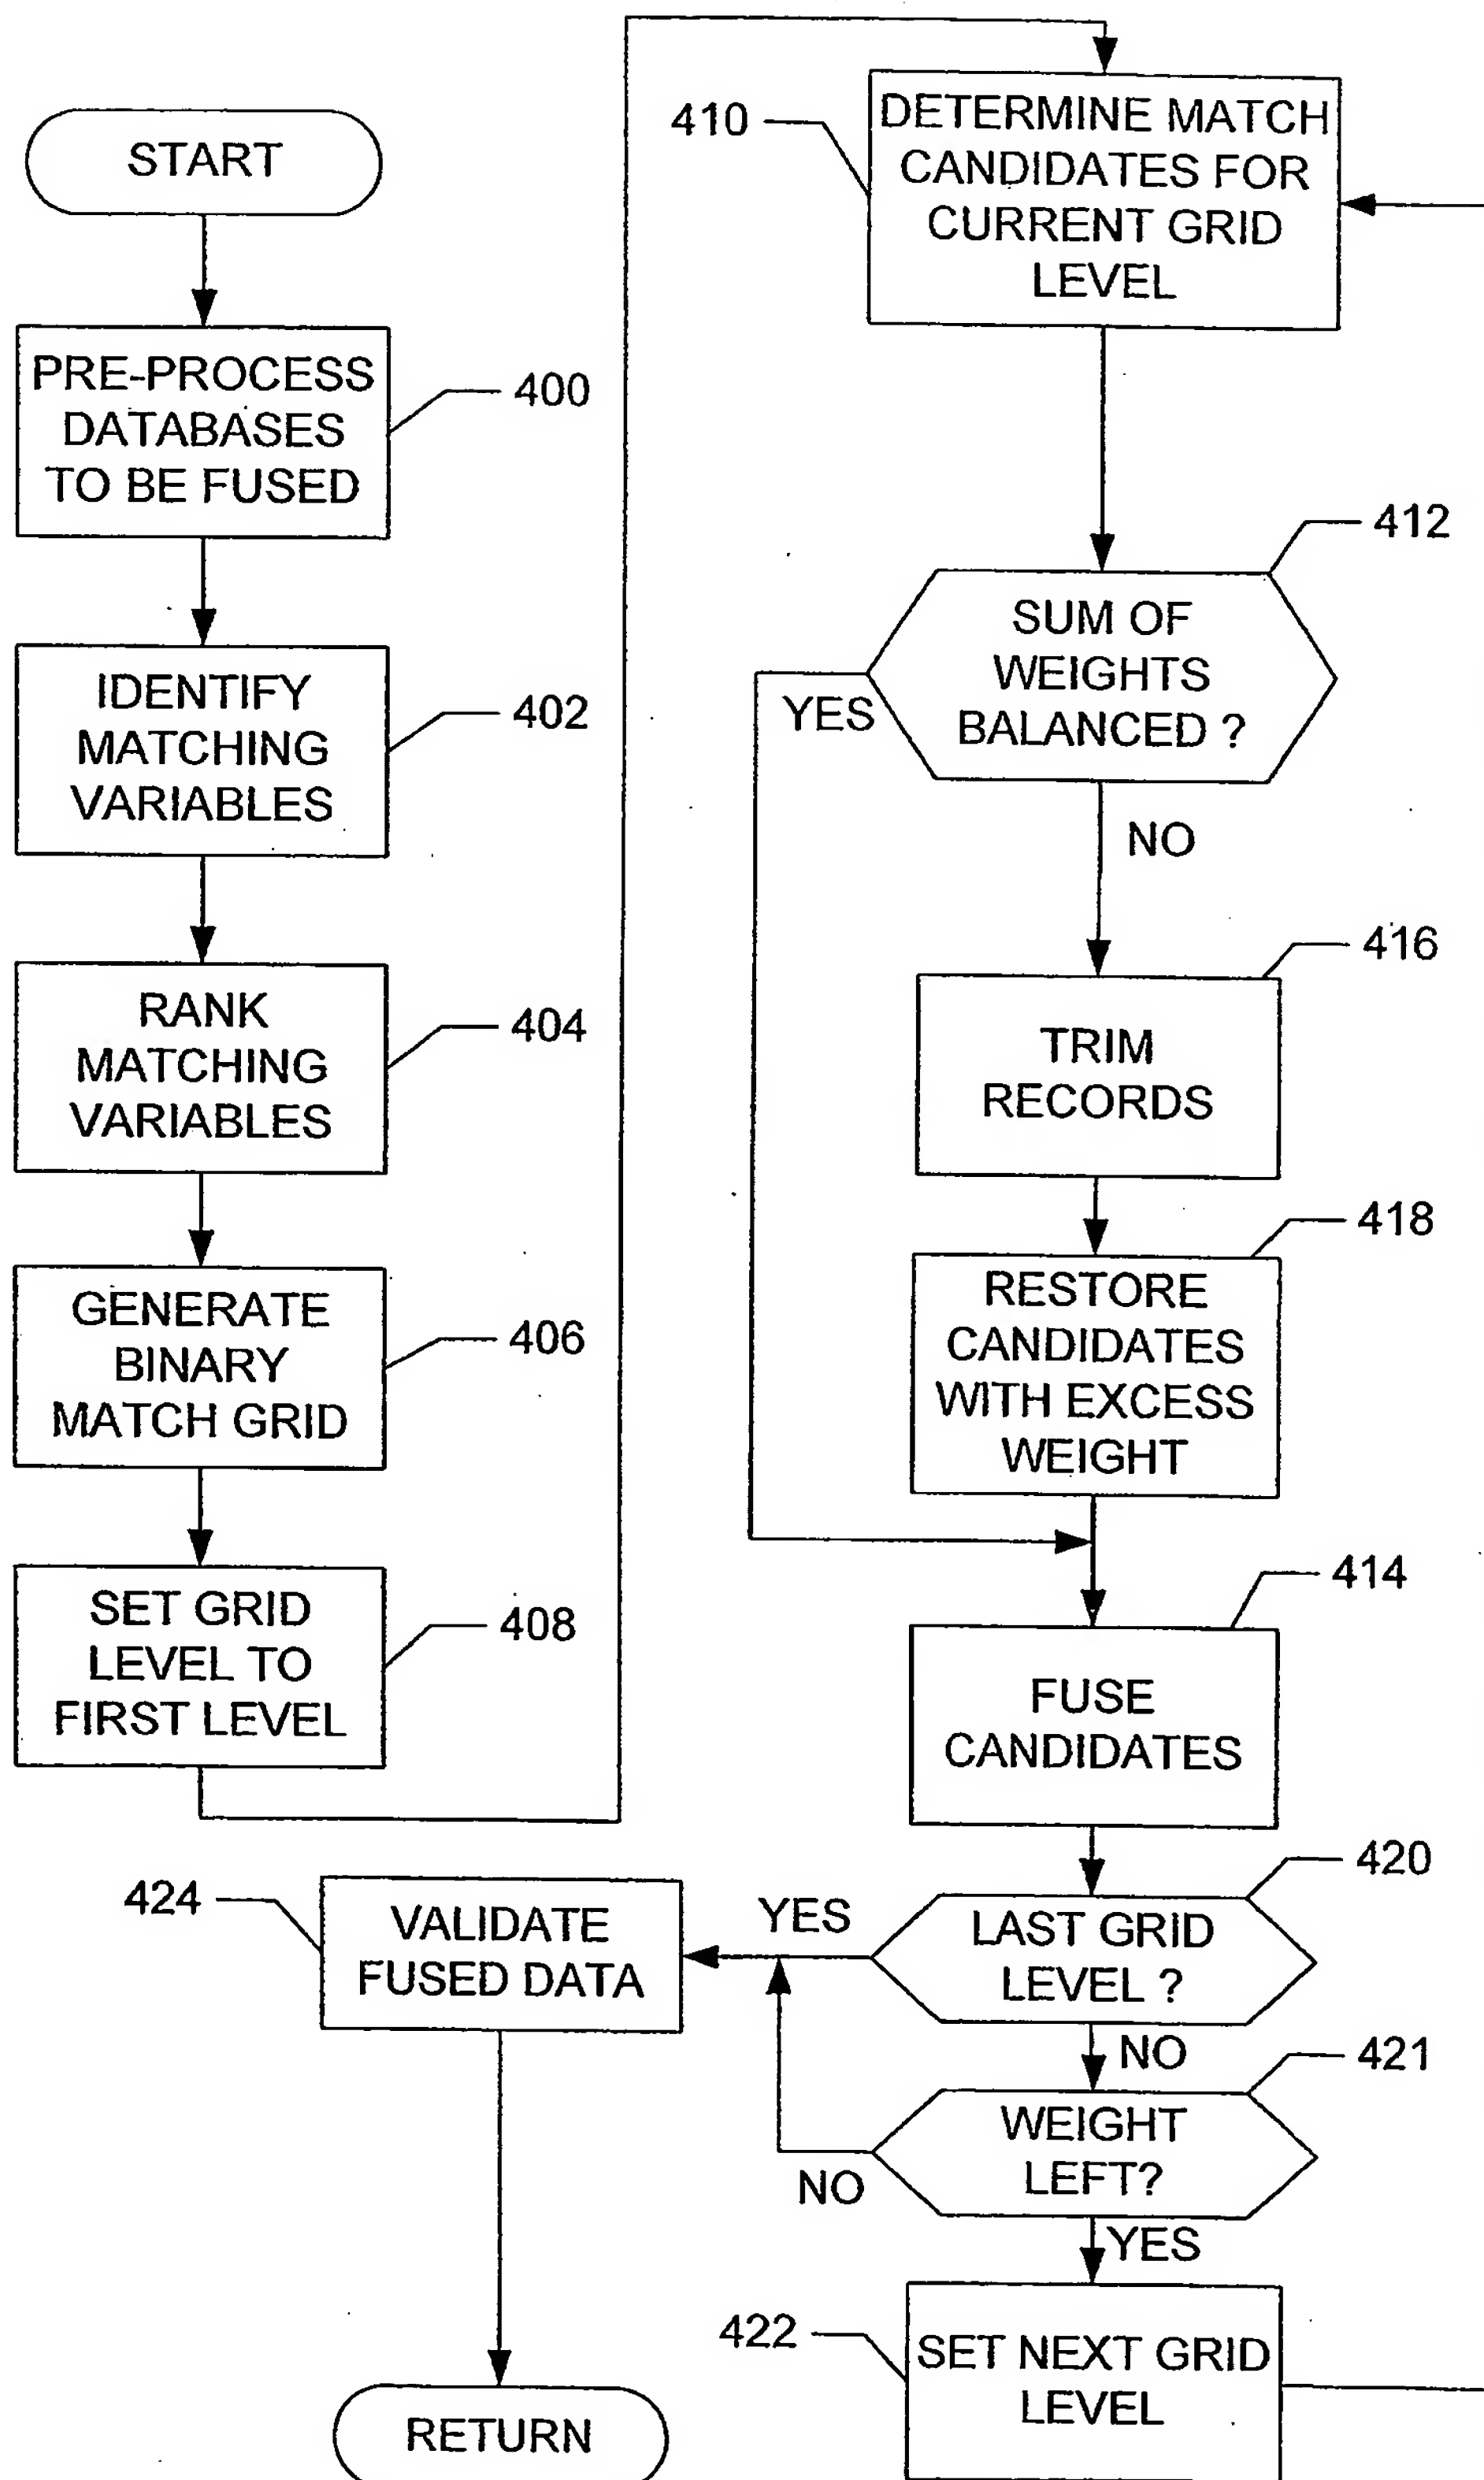 START
PRE-PROCESS
DATABASES
TO BE FUSED
400
IDENTIFY
MATCHING
VARIABLES
402
RANK
MATCHING
VARIABLES
404
GENERATE
BINARY
MATCH GRID
406
SET GRID
LEVEL TO
FIRST LEVEL
408
410
DETERMINE MATCH
CANDIDATES FOR
CURRENT GRID
LEVEL
412
SUM OF
WEIGHTS
BALANCED ?
YES
NO
416
TRIM
RECORDS
418
RESTORE
CANDIDATES
WITH EXCESS
WEIGHT
414
FUSE
CANDIDATES
420
LAST GRID
LEVEL ?
YES
NO
424
VALIDATE
FUSED DATA
421
WEIGHT
LEFT?
NO
YES
422
SET NEXT GRID
LEVEL
RETURN